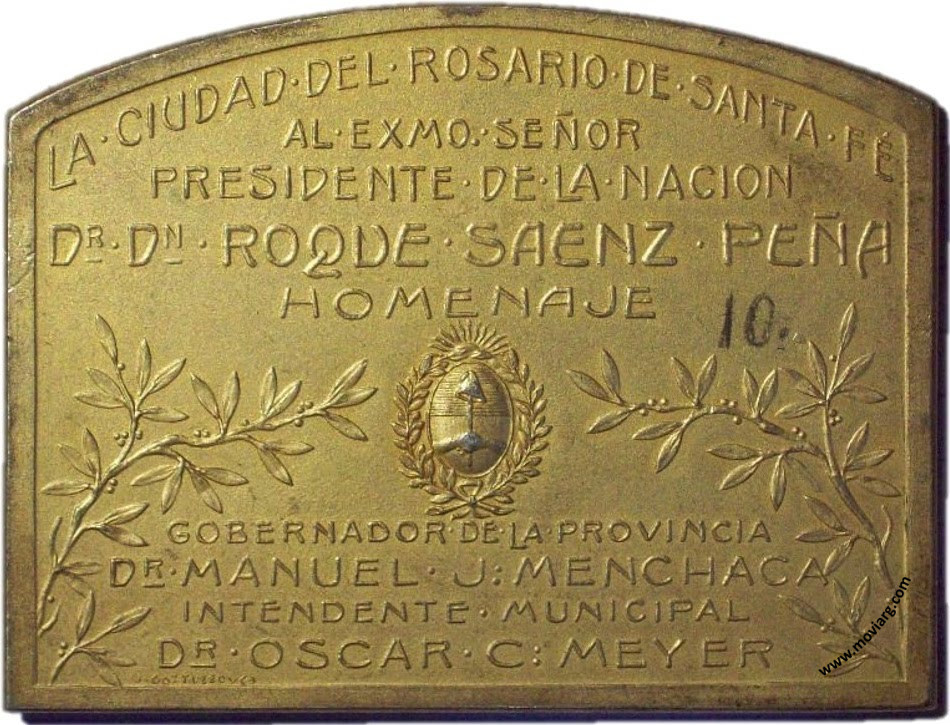 LA·CIUDAD·DEL·ROSARIO·DE·SANTA·FÉ
AL·EXMO.·SEÑOR
PRESIDENTE·DE·LA·NACION
DR·DN·ROQUE·SAENZ·PEÑA
HOMENAJE
10.
GOBERNADOR·DE·LA·PROVINCIA
DR·MANUEL·J:MENCHACA
INTENDENTE·MUNICIPAL
DR·OSCAR·C:MEYER
www.moviarg.com